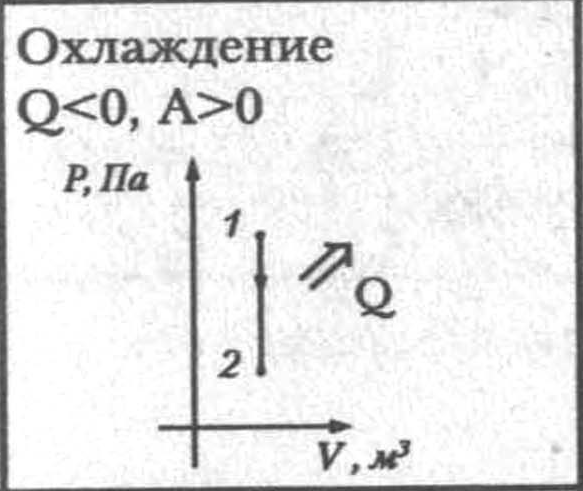 Охлаждение
Q<0, A>0
P, Па
1
Q
2
V, м³